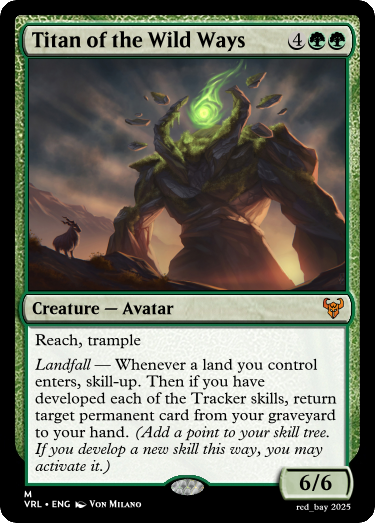 Titan of the Wild Ways 4
Creature — Avatar
Reach, trample
Landfall — Whenever a land you control
enters, skill-up. Then if you have
developed each of the Tracker skills, return
target permanent card from your graveyard
to your hand. (Add a point to your skill tree.
If you develop a new skill this way, you may
activate it.)
6/6
M
VRL • ENG Von Milano
red_bay 2025